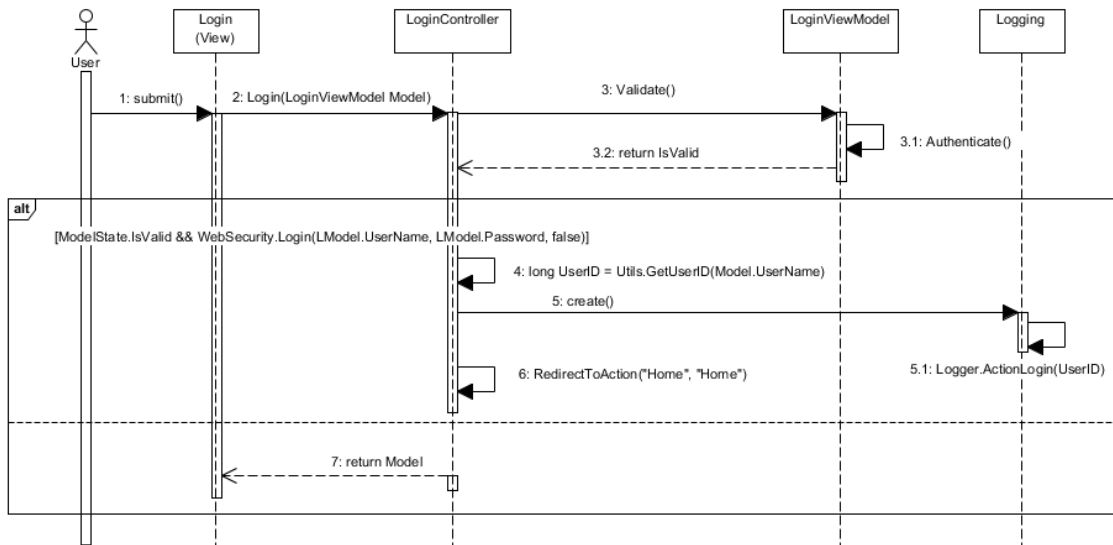 Login
(View)
LoginController
LoginViewModel
Logging
User
1: submit()
2: Login(LoginViewModel Model)
3: Validate()
3.1: Authenticate()
3.2: return IsValid
alt
[ModelState.IsValid && WebSecurity.Login(LModel.UserName, LModel.Password, false)]
4: long UserID = Utils.GetUserID(Model.UserName)
5: create()
5.1: Logger.ActionLogin(UserID)
6: RedirectToAction("Home", "Home")
7: return Model